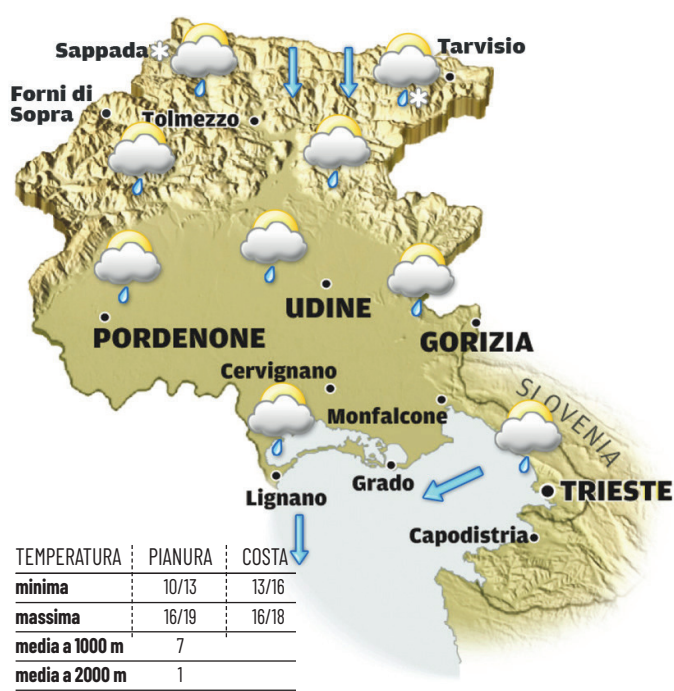 Sappada
Tarvisio
Forni di
Sopra
Tolmezzo
UDINE
PORDENONE
GORIZIA
Cervignano
SLOVENIA
Monfalcone
Grado
TRIESTE
Lignano
Capodistria
TEMPERATURA PIANURA COSTA
minima 10/13 13/16
massima 16/19 16/18
media a 1000 m 7
media a 2000 m 1